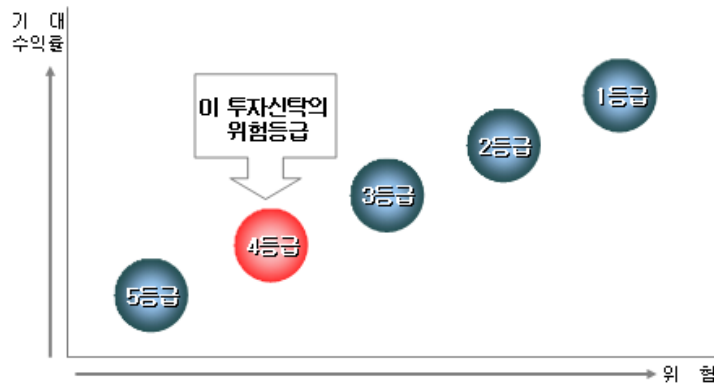 기 대
수익률
이 투자신탁의
위험등급
1등급
2등급
3등급
4등급
5등급
위 험